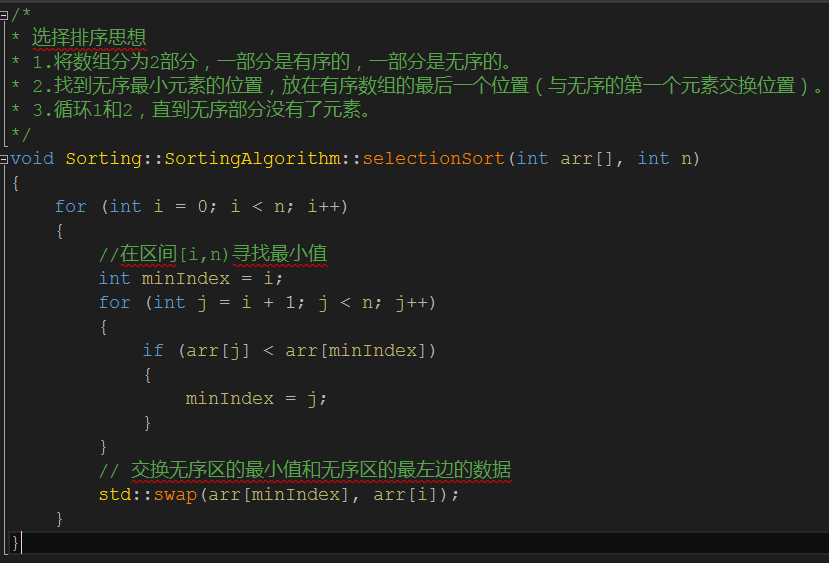 /*
* 选择排序思想
* 1.将数组分为2部分，一部分是有序的，一部分是无序的。
* 2.找到无序最小元素的位置，放在有序数组的最后一个位置（与无序的第一个元素交换位置）。
* 3.循环1和2，直到无序部分没有了元素。
*/
void Sorting::SortingAlgorithm::selectionSort(int arr[], int n)
{
    for (int i = 0; i < n; i++)
    {
        //在区间[i,n)寻找最小值
        int minIndex = i;
        for (int j = i + 1; j < n; j++)
        {
            if (arr[j] < arr[minIndex])
            {
                minIndex = j;
            }
        }
        // 交换无序区的最小值和无序区的最左边的数据
        std::swap(arr[minIndex], arr[i]);
    }
}